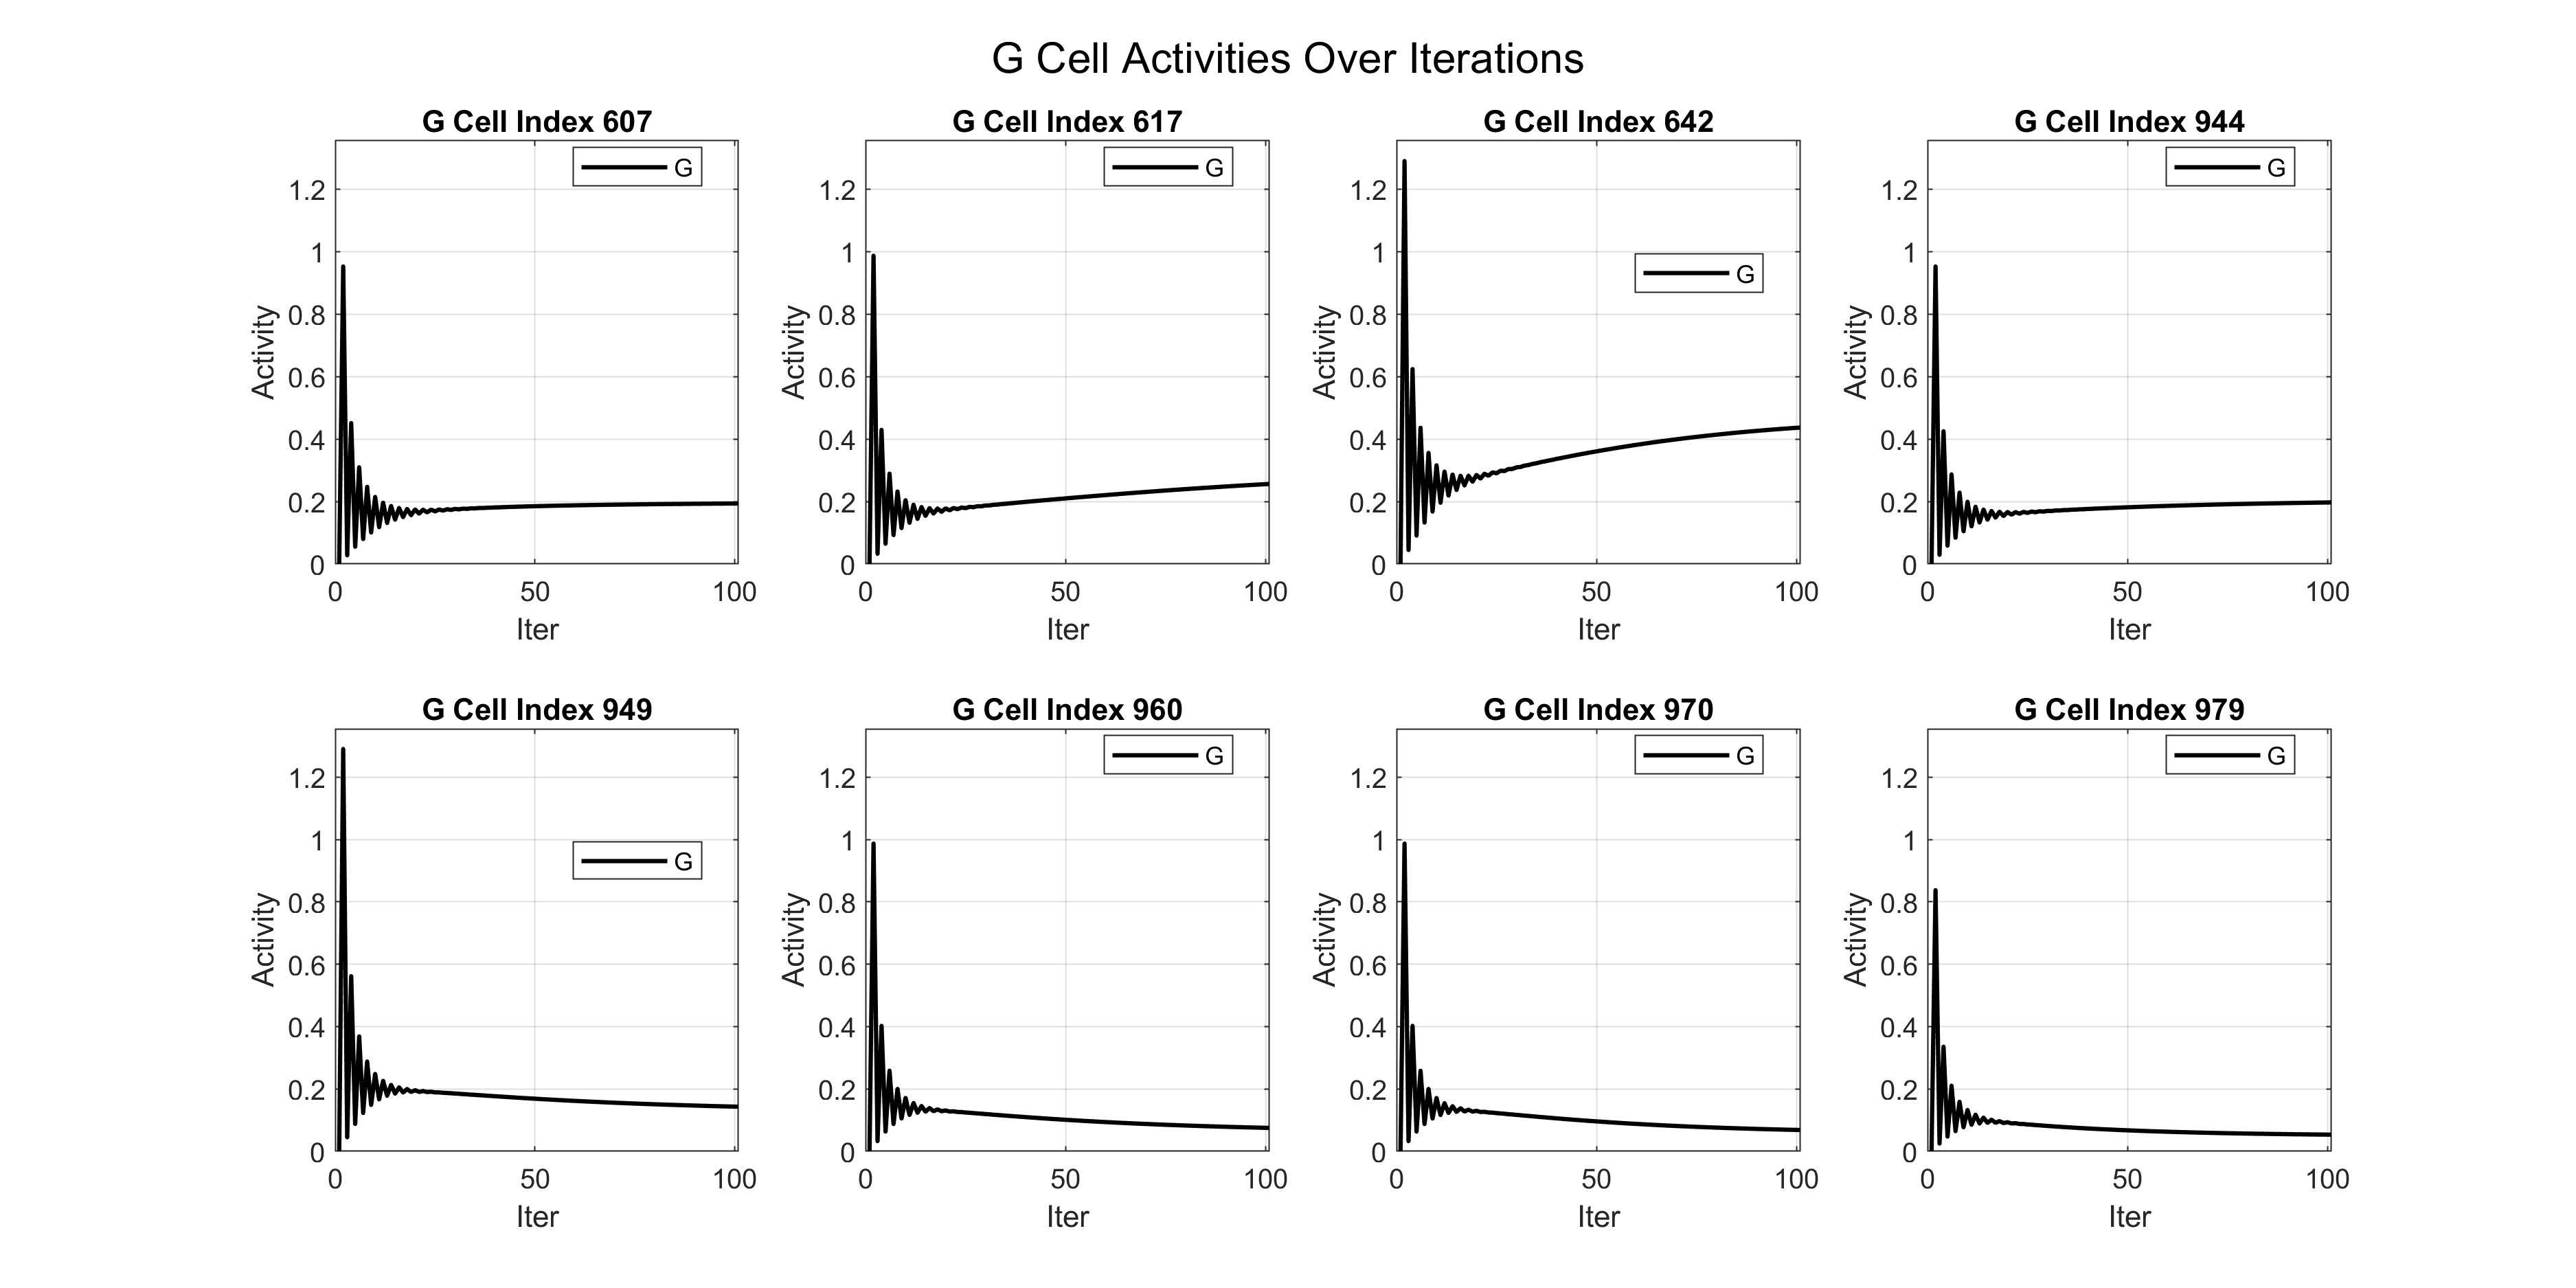 G Cell Activities Over Iterations
G Cell Index 607
G
1.2
1
0.8
0.6
0.4
0.2
0
Activity
0 50 100
Iter
G Cell Index 617
G
1.2
1
0.8
0.6
0.4
0.2
0
Activity
0 50 100
Iter
G Cell Index 642
G
1.2
1
0.8
0.6
0.4
0.2
0
Activity
0 50 100
Iter
G Cell Index 944
G
1.2
1
0.8
0.6
0.4
0.2
0
Activity
0 50 100
Iter
G Cell Index 949
G
1.2
1
0.8
0.6
0.4
0.2
0
Activity
0 50 100
Iter
G Cell Index 960
G
1.2
1
0.8
0.6
0.4
0.2
0
Activity
0 50 100
Iter
G Cell Index 970
G
1.2
1
0.8
0.6
0.4
0.2
0
Activity
0 50 100
Iter
G Cell Index 979
G
1.2
1
0.8
0.6
0.4
0.2
0
Activity
0 50 100
Iter